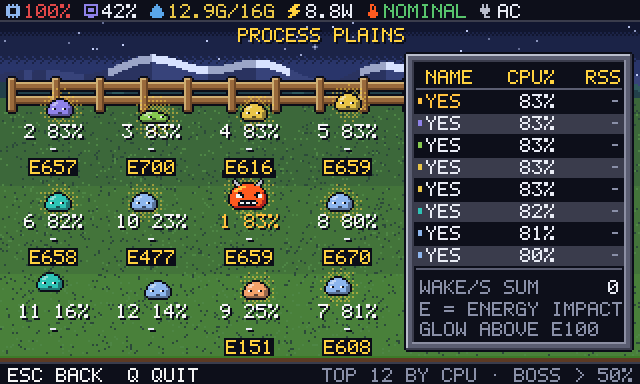 100% 42% 12.9G/16G 8.8W NOMINAL AC
PROCESS PLAINS
NAME CPU% RSS
YES 83% -
YES 83% -
YES 83% -
YES 83% -
YES 83% -
YES 82% -
YES 81% -
YES 80% -
WAKE/S SUM 0
E = ENERGY IMPACT
GLOW ABOVE E100
2 83% 3 83% 4 83% 5 83%
- - - -
E657 E700 E616 E659
6 82% 10 23% 1 83% 8 80%
- - - -
E658 E477 E659 E670
11 16% 12 14% 9 25% 7 81%
- - - -
E151 E608
ESC BACK Q QUIT TOP 12 BY CPU · BOSS > 50%